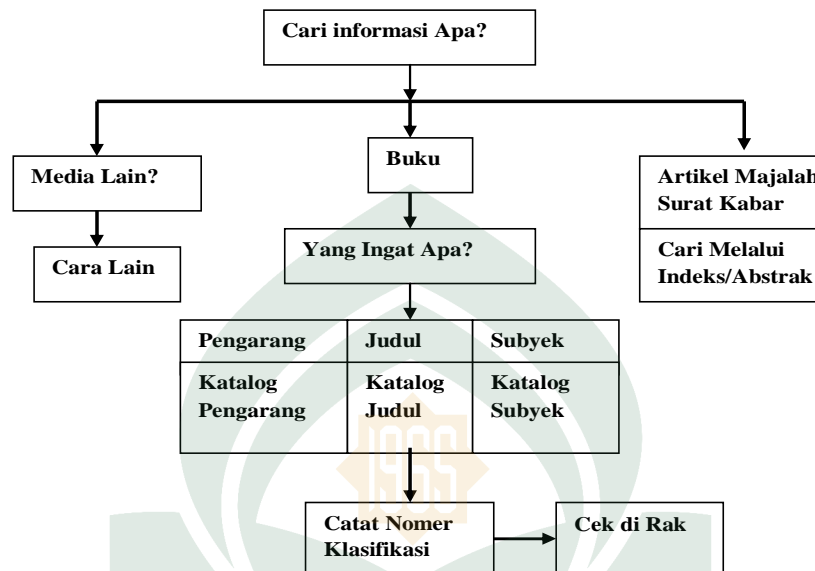 Cari informasi Apa?
Media Lain?
Buku
Artikel Majalah
Surat Kabar
Cara Lain
Yang Ingat Apa?
Cari Melalui
Indeks/Abstrak
Pengarang Judul Subyek
Katalog Katalog Katalog
Pengarang Judul Subyek
1965
Catat Nomer
Klasifikasi
Cek di Rak